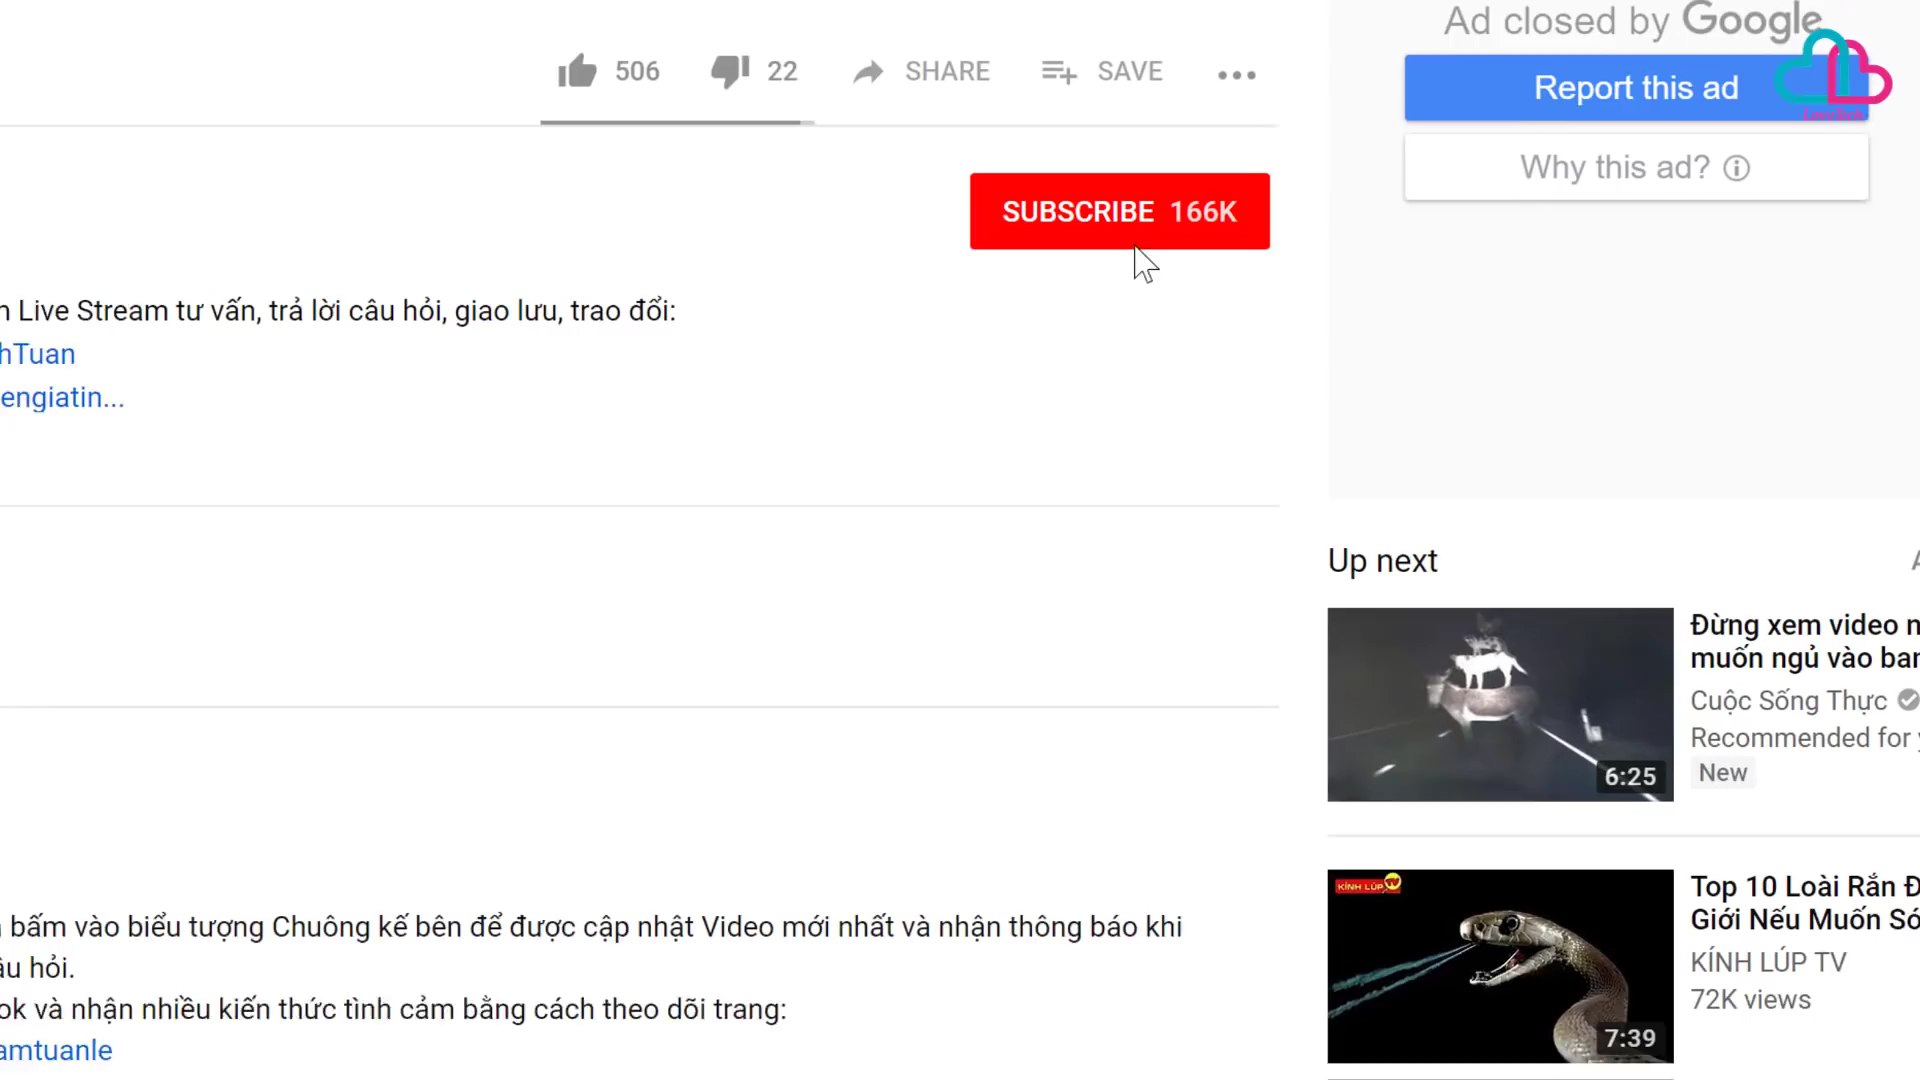 Ad closed by Google
Report this ad
LoveTech
Why this ad?
506 22 SHARE SAVE
SUBSCRIBE 166K
Live Stream tư vấn, trả lời câu hỏi, giao lưu, trao đổi:
hTuan
engiatin...
Up next
Đừng xem video
muốn ngủ vào
Cuộc Sống Thực
Recommended for
New
6:25
KÍNH LÚP TV
Top 10 Loài Rắn
Giới Nếu Muốn
KÍNH LÚP TV
72K views
7:39
bấm vào biểu tượng Chuông kế bên để được cập nhật Video mới nhất và nhận thông báo khi
hỏi.
và nhận nhiều kiến thức tình cảm bằng cách theo dõi trang:
amtuanle